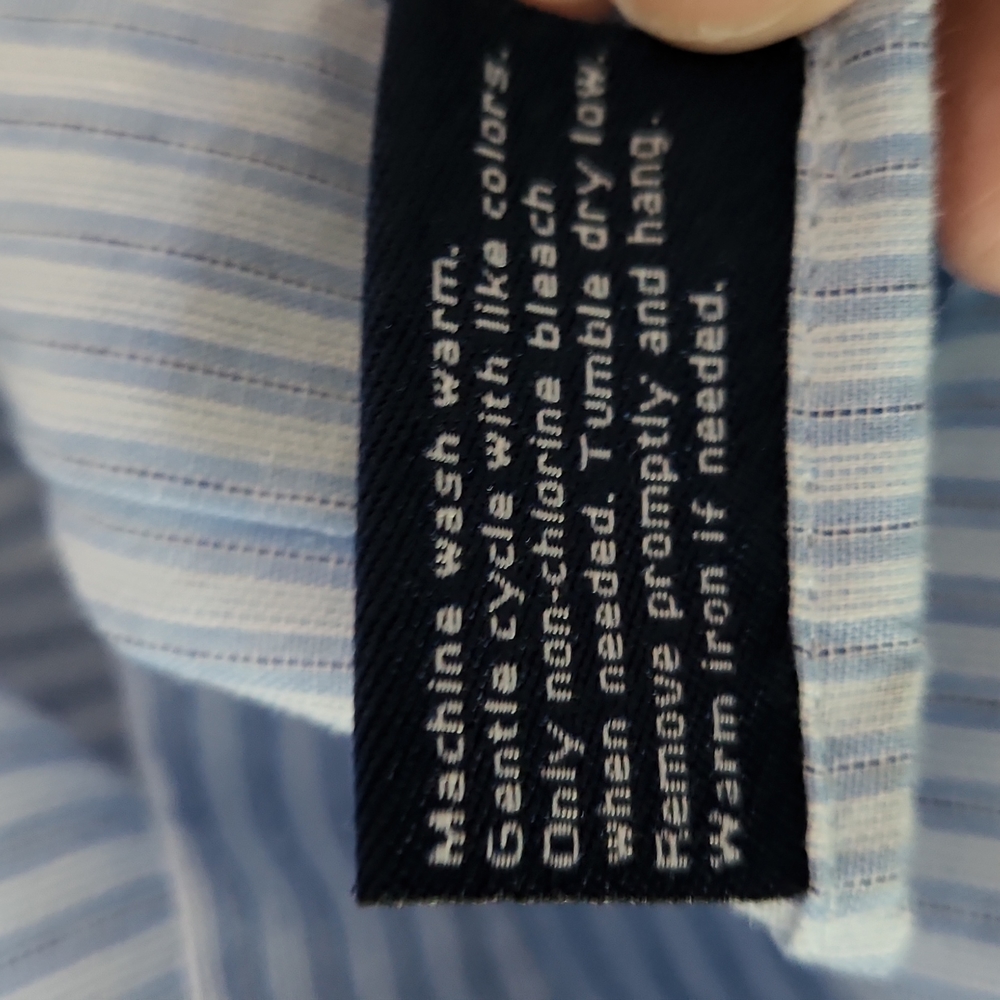 Machine wash warm.
Gentle cycle with like colors.
Only non-chlorine bleach
when needed. Tumble dry low.
Remove promptly and hang.
Warm iron if needed.